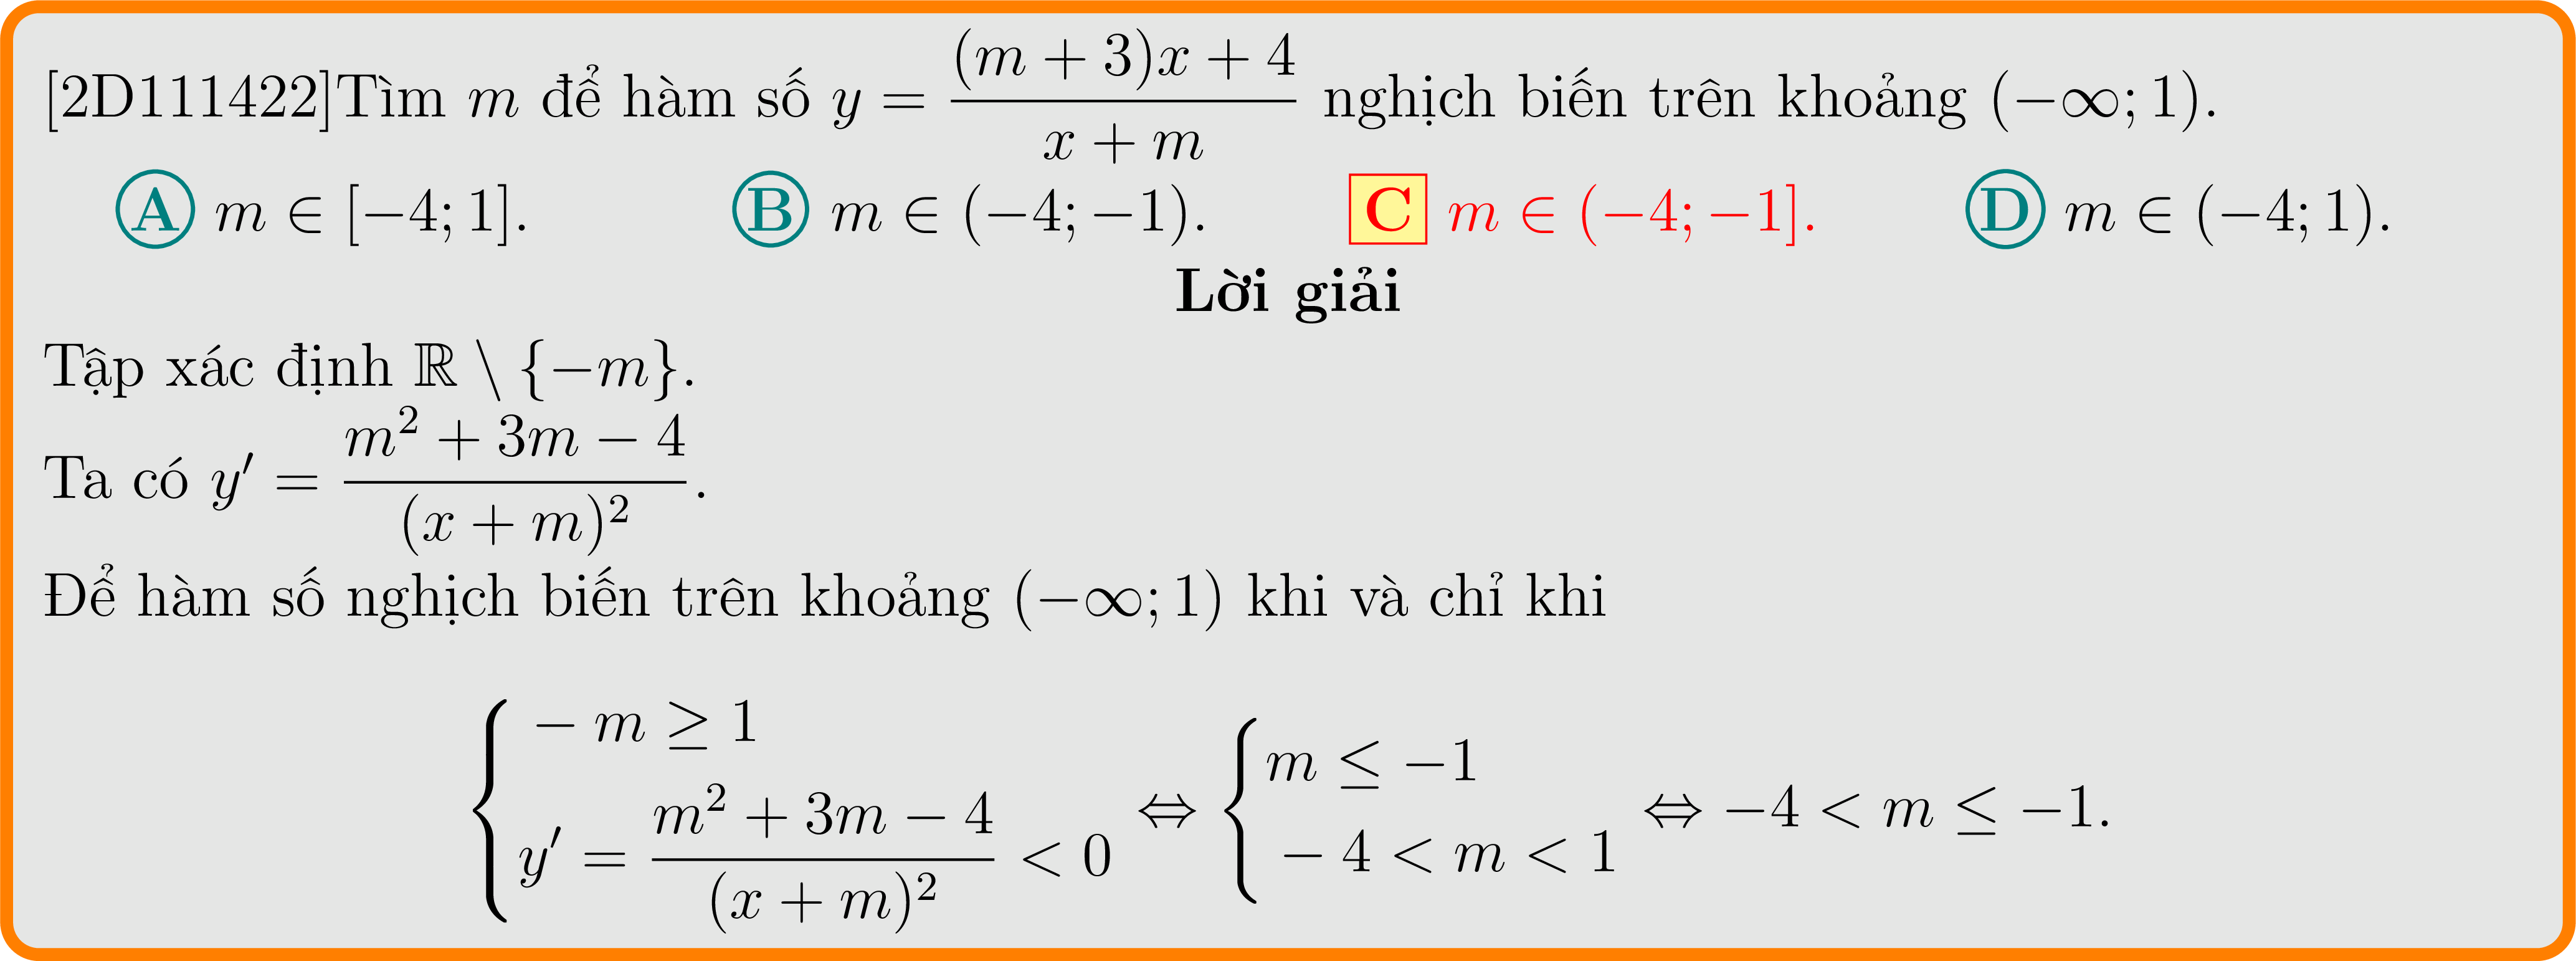 [2D111422]Tìm $m$ để hàm số $y = \dfrac{(m+3)x+4}{x+m}$ nghịch biến trên khoảng $(-\infty; 1)$.
Ⓐ $m \in [-4; 1]$. Ⓑ $m \in (-4; -1)$. C $m \in (-4; -1]$. Ⓓ $m \in (-4; 1)$.
Lời giải
Tập xác định $\mathbb{R} \setminus \{-m\}$.
Ta có $y' = \dfrac{m^2+3m-4}{(x+m)^2}$.
Để hàm số nghịch biến trên khoảng $(-\infty; 1)$ khi và chỉ khi
$\begin{cases} -m \geq 1 \\ y' = \dfrac{m^2+3m-4}{(x+m)^2} < 0 \end{cases} \Leftrightarrow \begin{cases} m \leq -1 \\ -4 < m < 1 \end{cases} \Leftrightarrow -4 < m \leq -1.$